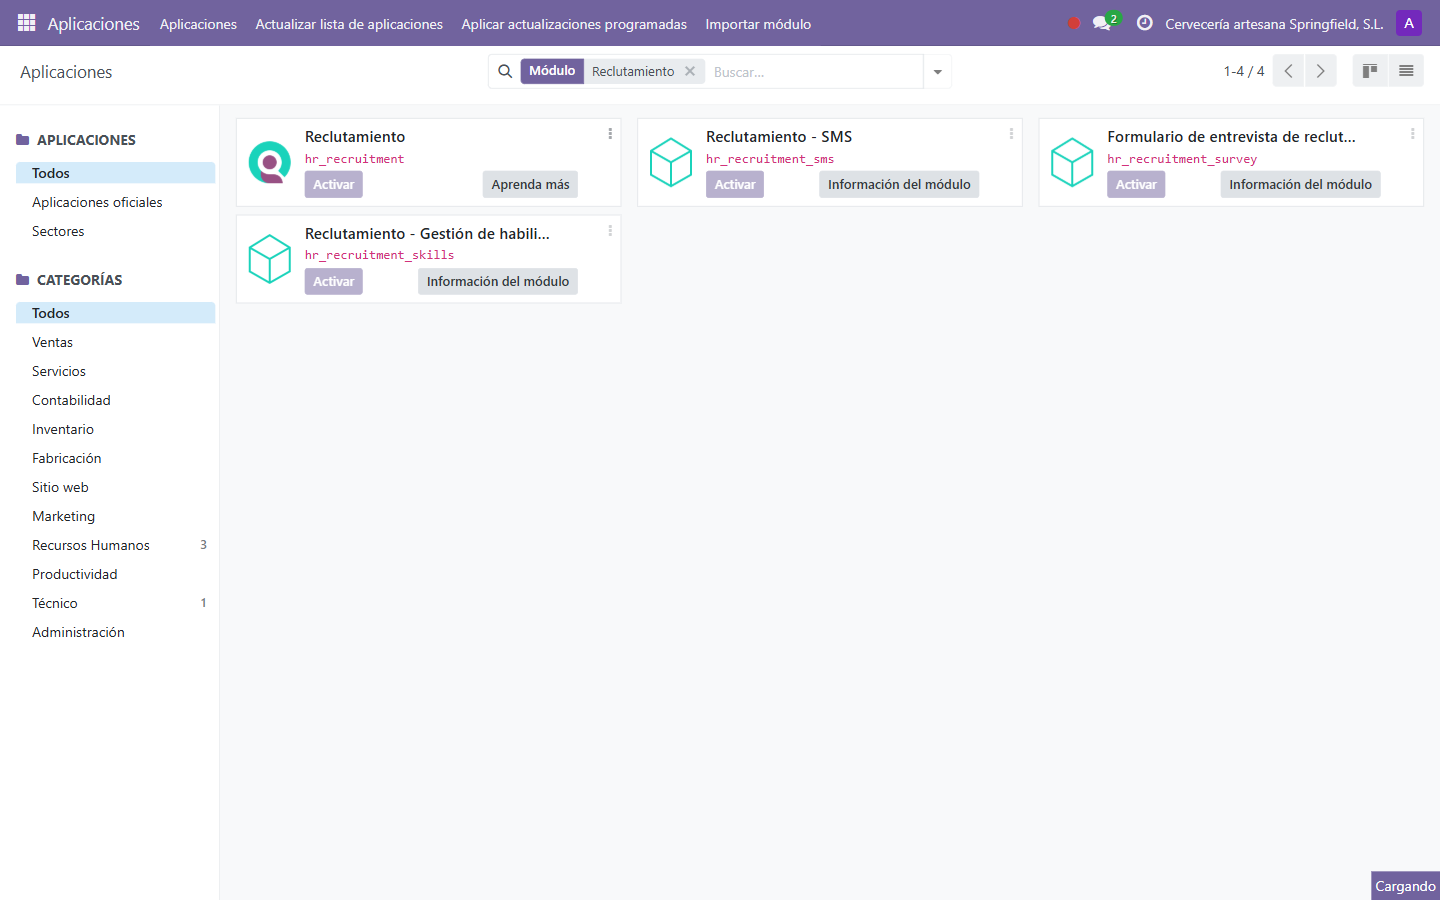 Aplicaciones Aplicaciones Actualizar lista de aplicaciones Aplicar actualizaciones programadas Importar módulo 2 Cervecería artesana Springfield, S.L. A
Aplicaciones Módulo Reclutamiento Buscar... 1-4 / 4
APLICACIONES
Todos
Aplicaciones oficiales
Sectores
CATEGORÍAS
Todos
Ventas
Servicios
Contabilidad
Inventario
Fabricación
Sitio web
Marketing
Recursos Humanos 3
Productividad
Técnico 1
Administración
Reclutamiento
hr_recruitment
Activar Aprenda más
Reclutamiento - SMS
hr_recruitment_sms
Activar Información del módulo
Formulario de entrevista de reclut...
hr_recruitment_survey
Activar Información del módulo
Reclutamiento - Gestión de habili...
hr_recruitment_skills
Activar Información del módulo
Cargando